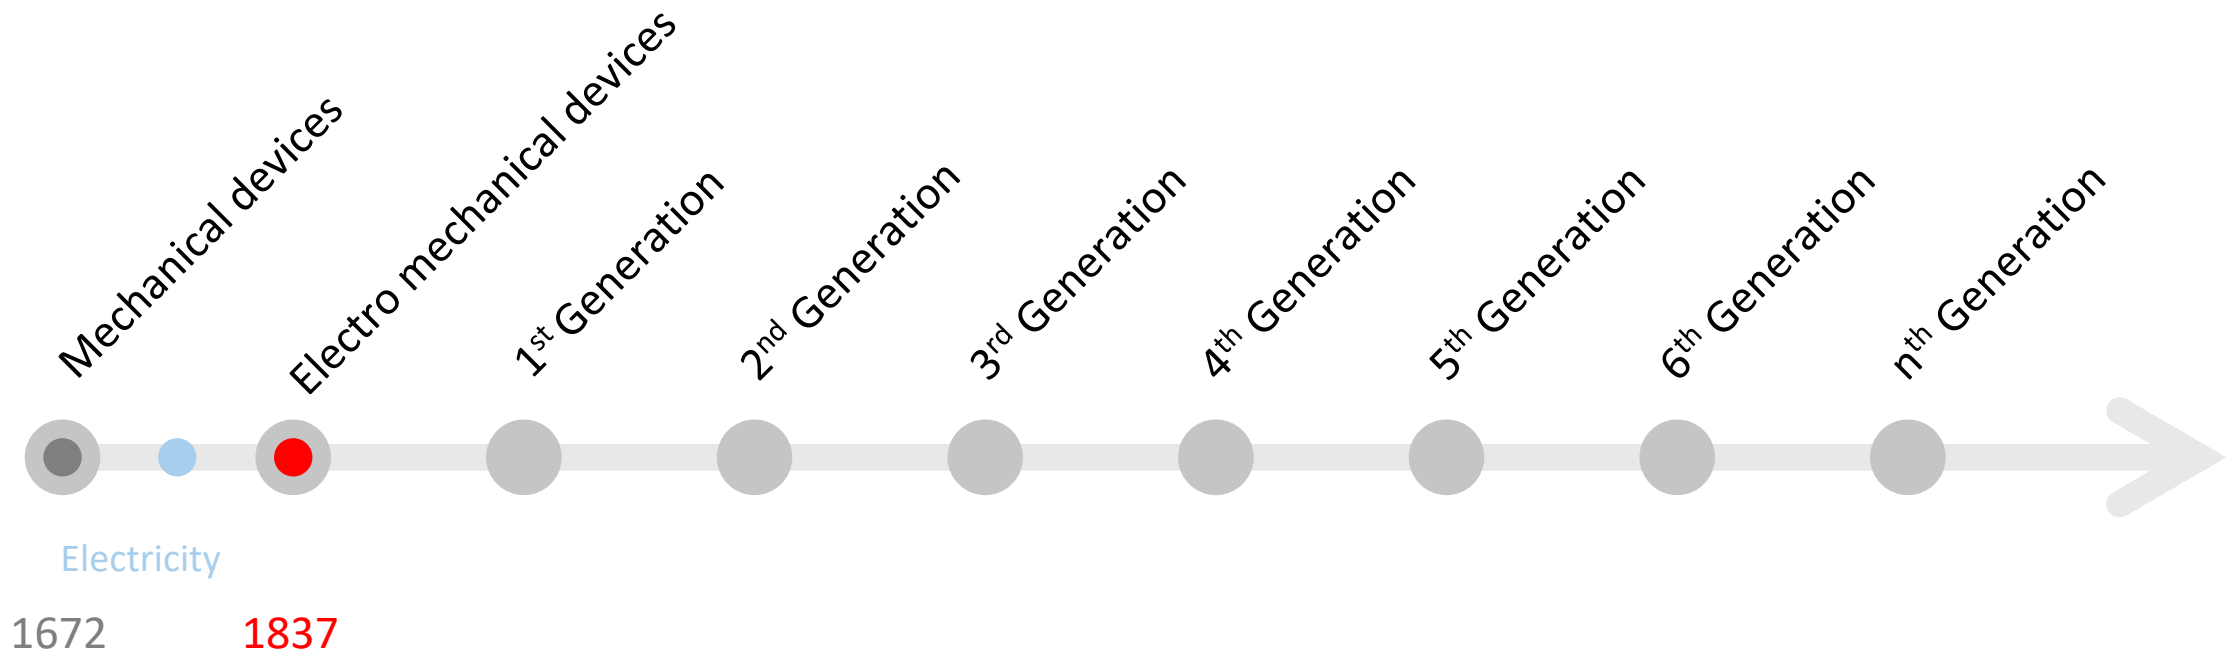 Mechanical devices
Electro mechanical devices
1st Generation
2nd Generation
3rd Generation
4th Generation
5th Generation
6th Generation
nth Generation
Electricity
1672
1837